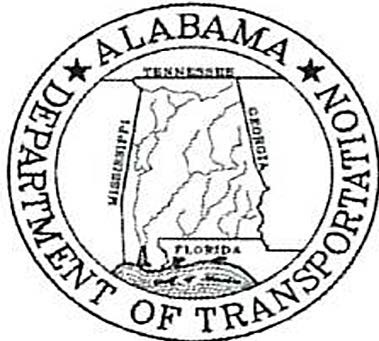 ★ ALABAMA ★
DEPARTMENT OF TRANSPORTATION
TENNESSEE
MISSISSIPPI
GEORGIA
FLORIDA